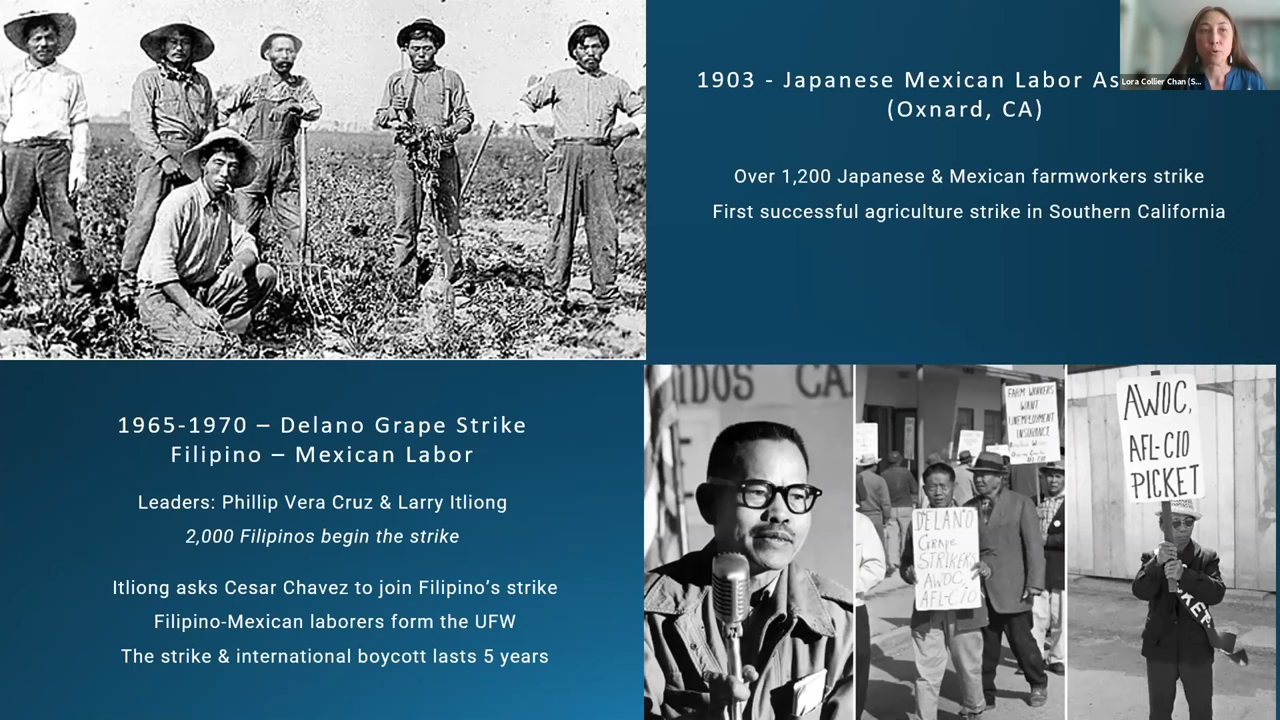 1903 - Japanese Mexican Labor As
(Oxnard, CA)
Lora Collier Chan (S...
Over 1,200 Japanese & Mexican farmworkers strike
First successful agriculture strike in Southern California
1965-1970 – Delano Grape Strike
Filipino – Mexican Labor
Leaders: Phillip Vera Cruz & Larry Itliong
2,000 Filipinos begin the strike
Itliong asks Cesar Chavez to join Filipino’s strike
Filipino-Mexican laborers form the UFW
The strike & international boycott lasts 5 years
IDOS CA
FARM WORKERS
WANT
UNEMPLOYMENT
INSURANCE
AFL-CIO
DELANO
GRAPE
STRIKERS
AWOC,
AFL-CIO
AWOC,
AFL-CIO
PICKET
KET